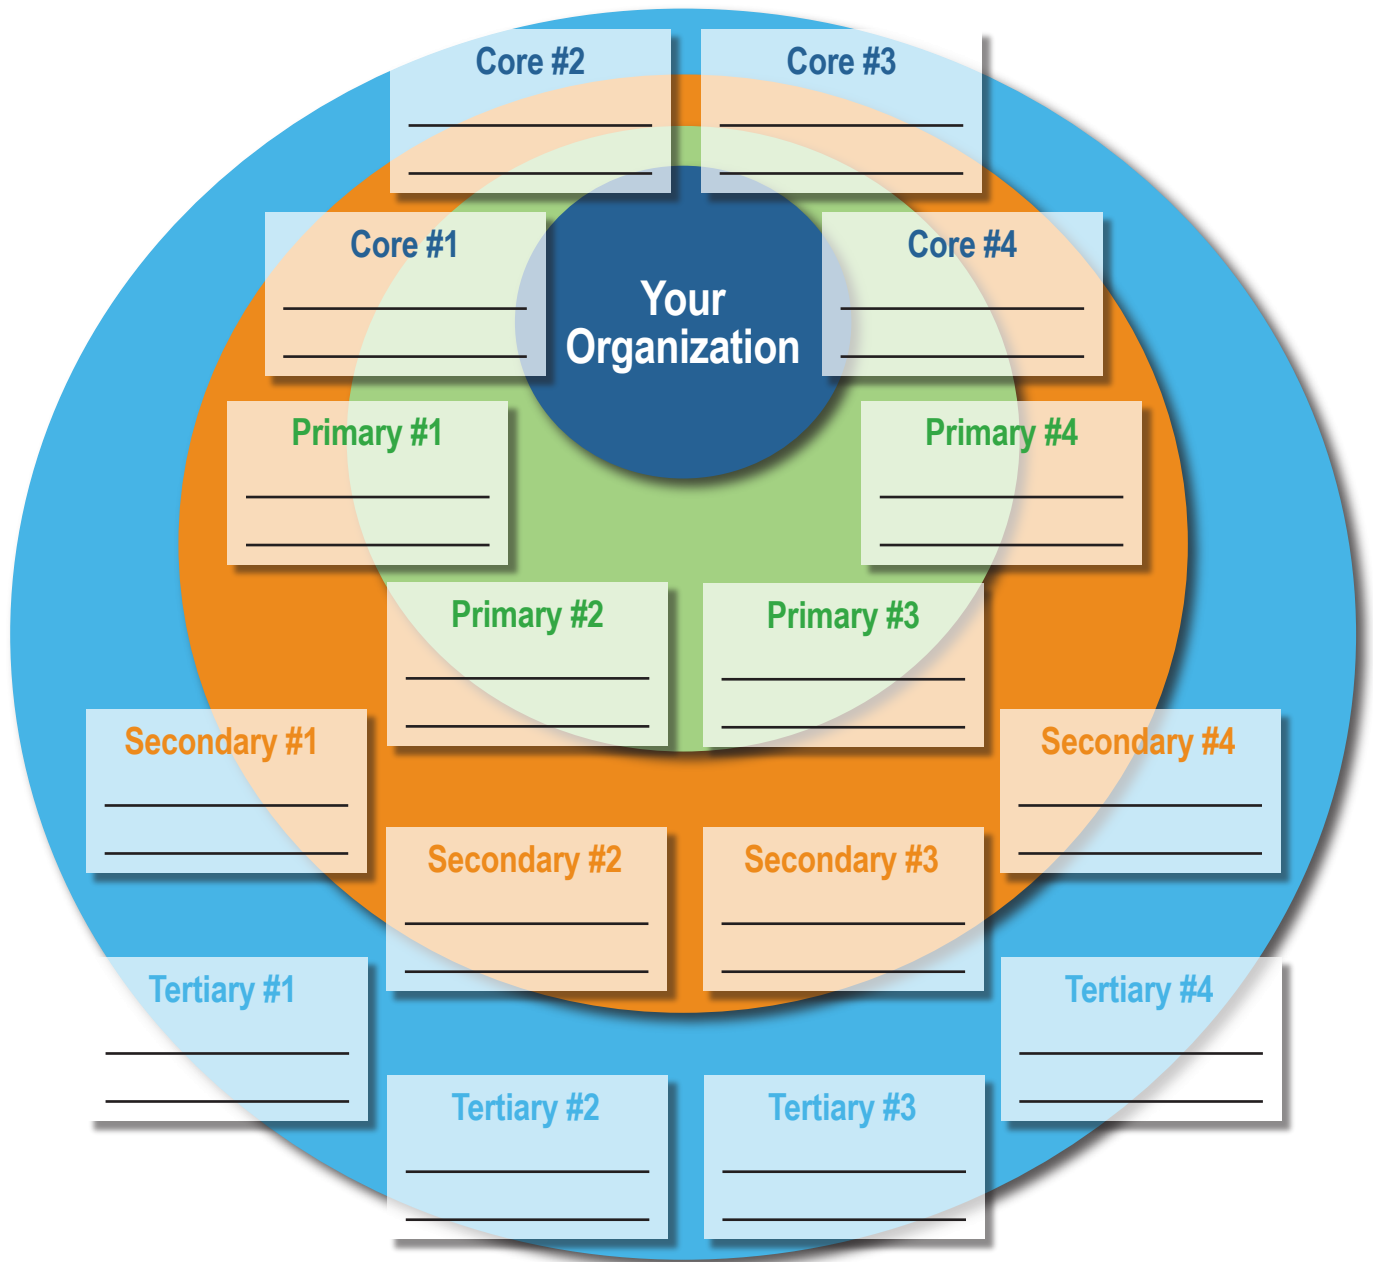 Core #2
Core #3
Core #1
Core #4
Your
Organization
Primary #1
Primary #4
Primary #2
Primary #3
Secondary #1
Secondary #4
Secondary #2
Secondary #3
Tertiary #1
Tertiary #4
Tertiary #2
Tertiary #3